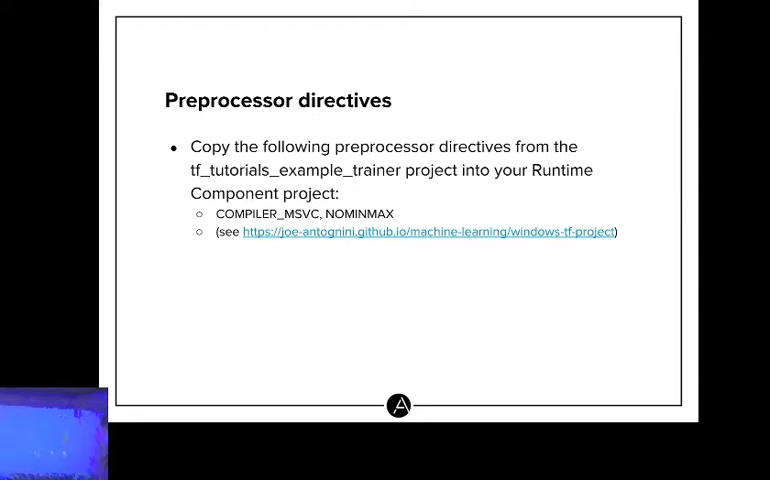 Preprocessor directives
● Copy the following preprocessor directives from the
tf_tutorials_example_trainer project into your Runtime
Component project:
○ COMPILER_MSVC, NOMINMAX
○ (see https://joe-antognini.github.io/machine-learning/windows-tf-project)
A